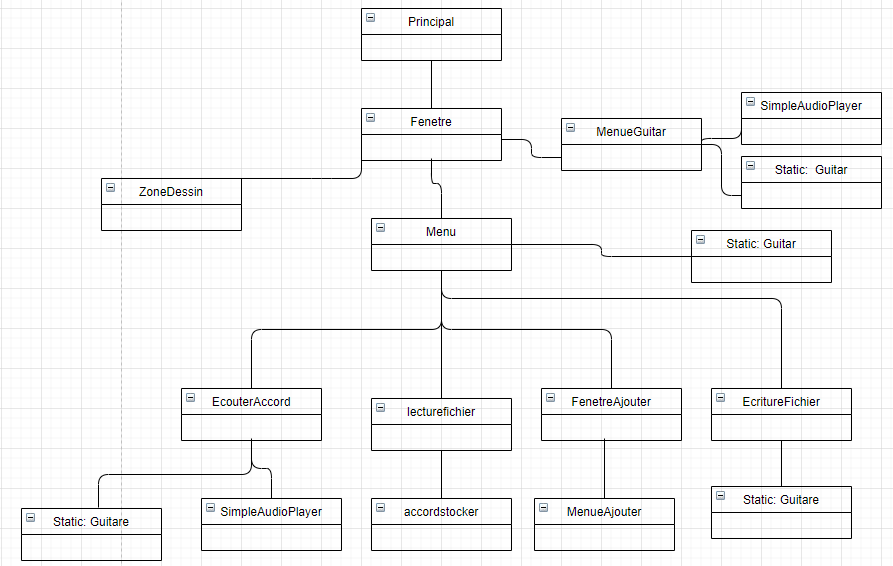 Principal
Fenetre
MenueGuitar
SimpleAudioPlayer
Static:  Guitar
ZoneDessin
Menu
Static: Guitar
EcouterAccord
lecturefichier
FenetreAjouter
EcritureFichier
Static: Guitare
SimpleAudioPlayer
accordstocker
MenueAjouter
Static: Guitare